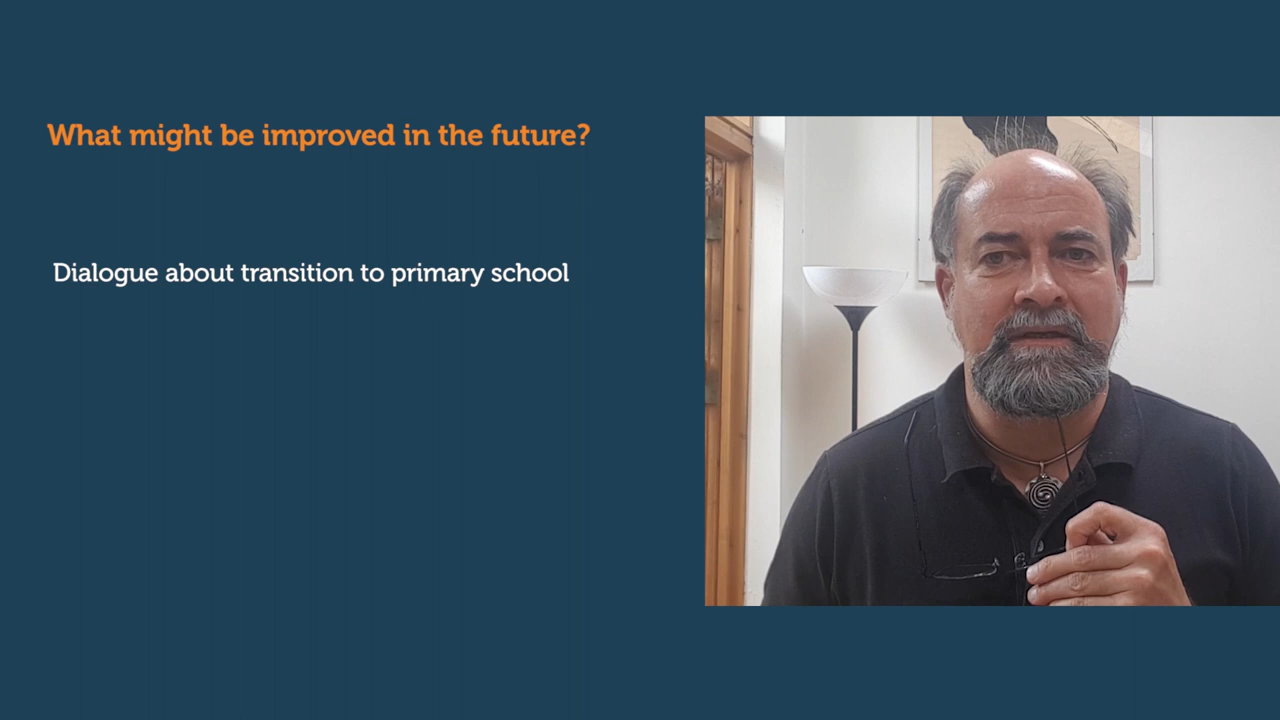 What might be improved in the future?
Dialogue about transition to primary school